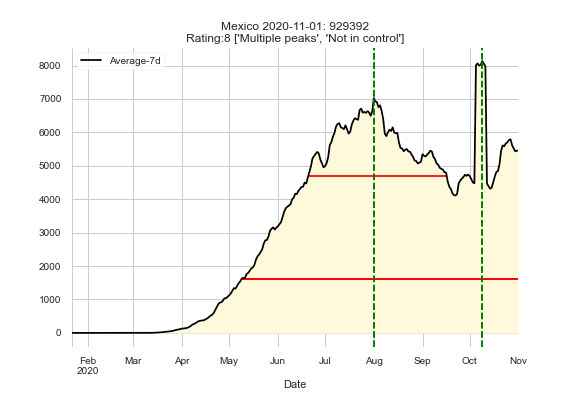 Mexico 2020-11-01: 929392
Rating:8 ['Multiple peaks', 'Not in control']
Average-7d
8000
7000
6000
5000
4000
3000
2000
1000
0
Feb Mar Apr May Jun Jul Aug Sep Oct Nov
2020
Date